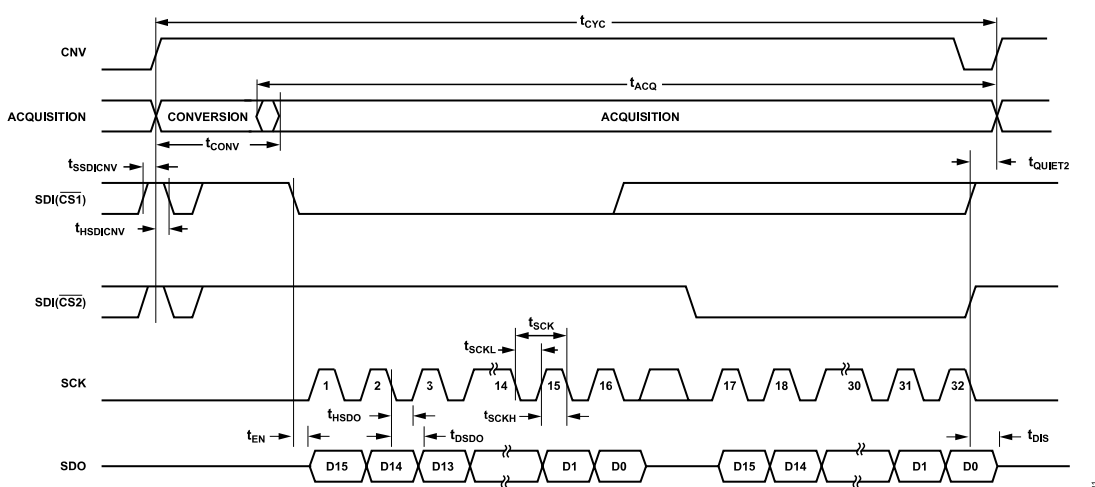 tCYC
CNV
tACQ
ACQUISITION CONVERSION ACQUISITION
tCONV
tSSDICNV tQUIET2
SDI(CS1)
tHSDICNV
SDI(CS2)
tSCK
tSCKL
SCK 1 2 3 14 15 16 17 18 30 31 32
tHSDO tSCKH
tEN tDSDO tDIS
SDO D15 D14 D13 D1 D0 D15 D14 D1 D0